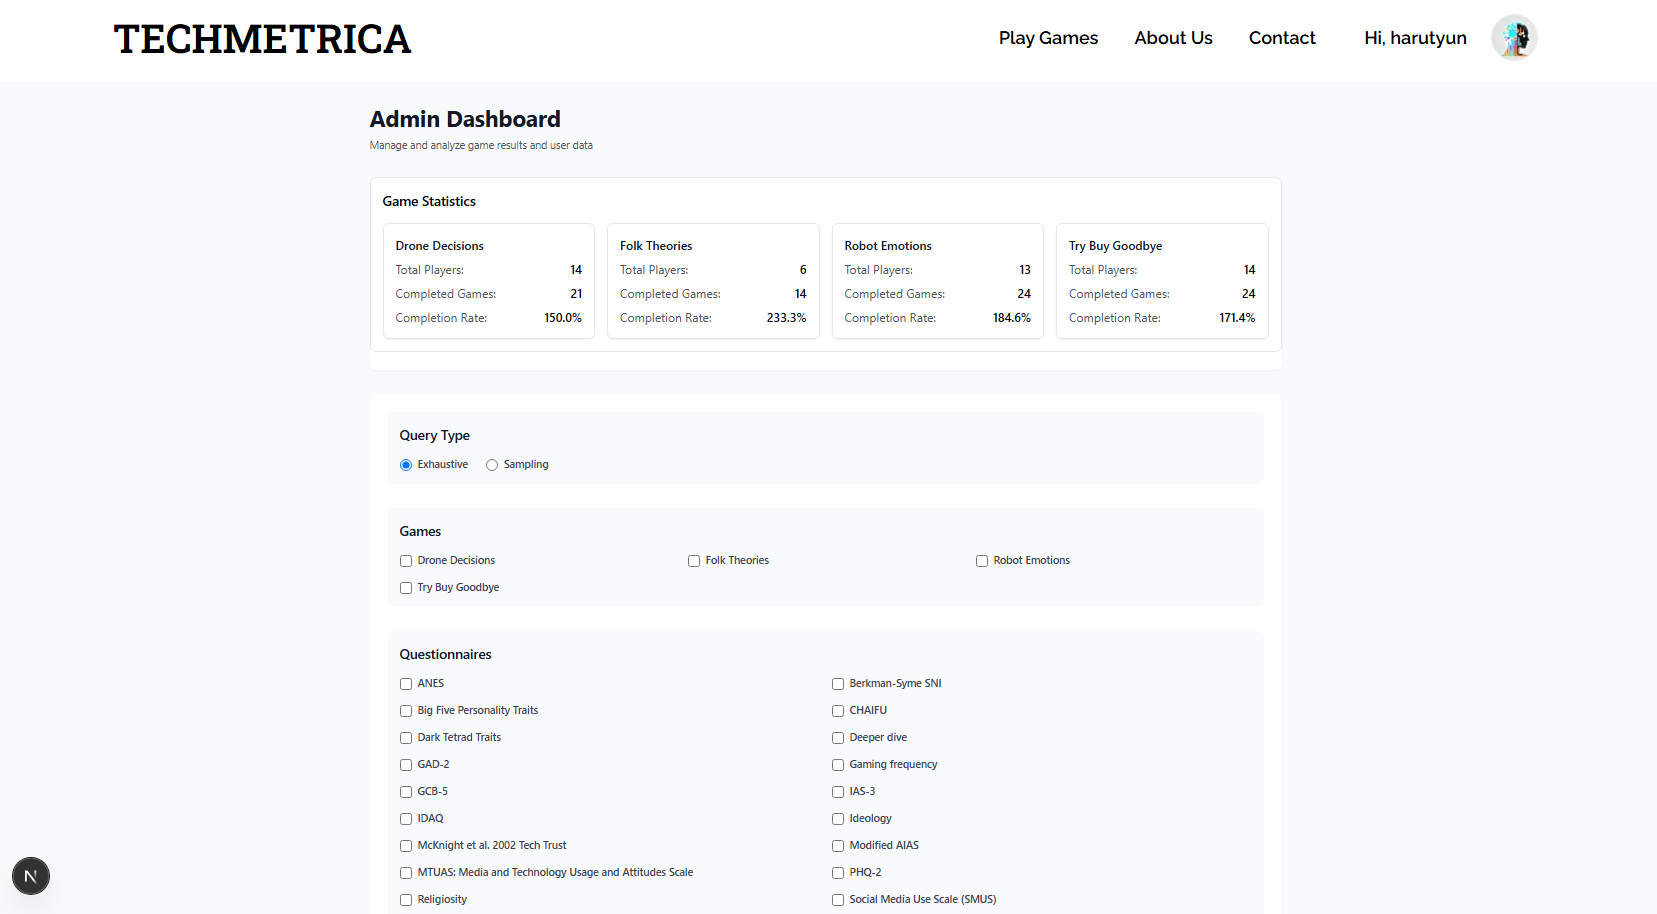 TECHMETRICA
Play Games About Us Contact Hi, harutyun
Admin Dashboard
Manage and analyze game results and user data
Game Statistics
Drone Decisions
Total Players: 14
Completed Games: 21
Completion Rate: 150.0%
Folk Theories
Total Players: 6
Completed Games: 14
Completion Rate: 233.3%
Robot Emotions
Total Players: 13
Completed Games: 24
Completion Rate: 184.6%
Try Buy Goodbye
Total Players: 14
Completed Games: 24
Completion Rate: 171.4%
Query Type
Exhaustive Sampling
Games
Drone Decisions Folk Theories Robot Emotions
Try Buy Goodbye
Questionnaires
ANES Berkman-Syme SNI
Big Five Personality Traits CHAIFU
Dark Tetrad Traits Deeper dive
GAD-2 Gaming frequency
GCB-5 IAS-3
IDAQ Ideology
McKnight et al. 2002 Tech Trust Modified AIAS
MTUAS: Media and Technology Usage and Attitudes Scale PHQ-2
Religiosity Social Media Use Scale (SMUS)
N